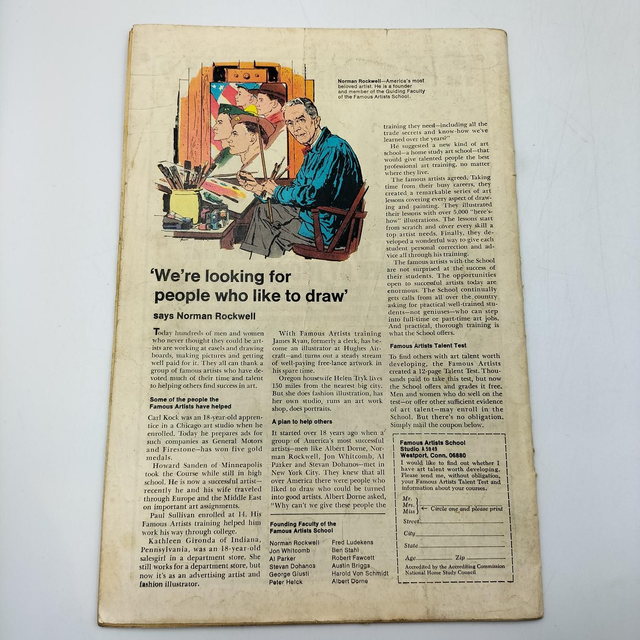 Norman Rockwell—America's most
beloved artist. He is a founder
and member of the Guiding Faculty
of the Famous Artists School.
'We're looking for
people who like to draw'
says Norman Rockwell
Today hundreds of men and women
who never thought they could be art-
ists are working at easels and drawing
boards, making pictures and getting
well paid for it. They all can thank a
group of famous artists who have de-
voted much of their time and talent
to helping others find success in art.
Some of the people the
Famous Artists have helped
Carl Kock was an 18-year-old appren-
tice in a Chicago art studio when he
enrolled. Today he prepares ads for
such companies as General Motors
and Firestone—has won five gold
medals.
Howard Sanden of Minneapolis
took the Course while still in high
school. He is now a successful artist—
recently he and his wife traveled
through Europe and the Middle East
on important art assignments.
Paul Sullivan enrolled at 14. His
Famous Artists training helped him
work his way through college.
Kathleen Gironda of Indiana,
Pennsylvania, was an 18-year-old
salesgirl in a department store. She
still works for a department store, but
now it's as an advertising artist and
fashion illustrator.
With Famous Artists training
James Ryan, formerly a clerk, has be-
come an illustrator at Hughes Air-
craft—and turns out a steady stream
of well-paying free-lance artwork in
his spare time.
Oregon housewife Helen Tryk lives
150 miles from the nearest big city.
But she does fashion illustration, has
her own studio, runs an art work
shop, does portraits.
A plan to help others
It started over 18 years ago when a
group of America's most successful
artists—men like Albert Dorne, Nor-
man Rockwell, Jon Whitcomb, Al
Parker and Stevan Dohanos—met in
New York City. They knew that all
over America there were people who
liked to draw who could be turned
into good artists. Albert Dorne asked,
"Why can't we give these people the
training they need—including all the
trade secrets and know-how we've
learned over the years?"
He suggested a new kind of art
school—a home study art school—that
would give talented people the best
professional art training, no matter
where they live.
The famous artists agreed. Taking
time from their busy careers, they
created a remarkable series of art
lessons covering every aspect of draw-
ing and painting. They illustrated
their lessons with over 5,000 "here's-
how" illustrations. The lessons start
from scratch and cover every skill a
top artist needs. Finally, they de-
veloped a wonderful way to give each
student personal correction and ad-
vice all through his training.
The famous artists with the School
are not surprised at the success of
their students. The opportunities
open to successful artists today are
enormous. The School continually
gets calls from all over the country
asking for practical well-trained stu-
dents—not geniuses—who can step
into full-time or part-time art jobs.
And practical, thorough training is
what the School offers.
Famous Artists Talent Test
To find others with art talent worth
developing, the Famous Artists
created a 12-page Talent Test. Thou-
sands paid to take this test, but now
the School offers and grades it free.
Men and women who do well on the
test—or offer other sufficient evidence
of art talent—may enroll in the
School. But there's no obligation.
Simply mail the coupon below.
Founding Faculty of the
Famous Artists School
Norman Rockwell
Jon Whitcomb
Al Parker
Stevan Dohanos
George Giusti
Peter Helck
Fred Ludekens
Ben Stahl
Robert Fawcett
Austin Briggs
Harold Von Schmidt
Albert Dorne
Famous Artists School
Studio
Westport, Conn. 06880
I would like to find out whether I
have art talent worth developing.
Please send me, without obligation,
your Famous Artists Talent Test and
information about your courses.
Mr.
Mrs.
Miss
← Circle one and please print
Street
City
State
Age Zip
Accredited by the Accrediting Commission
National Home Study Council